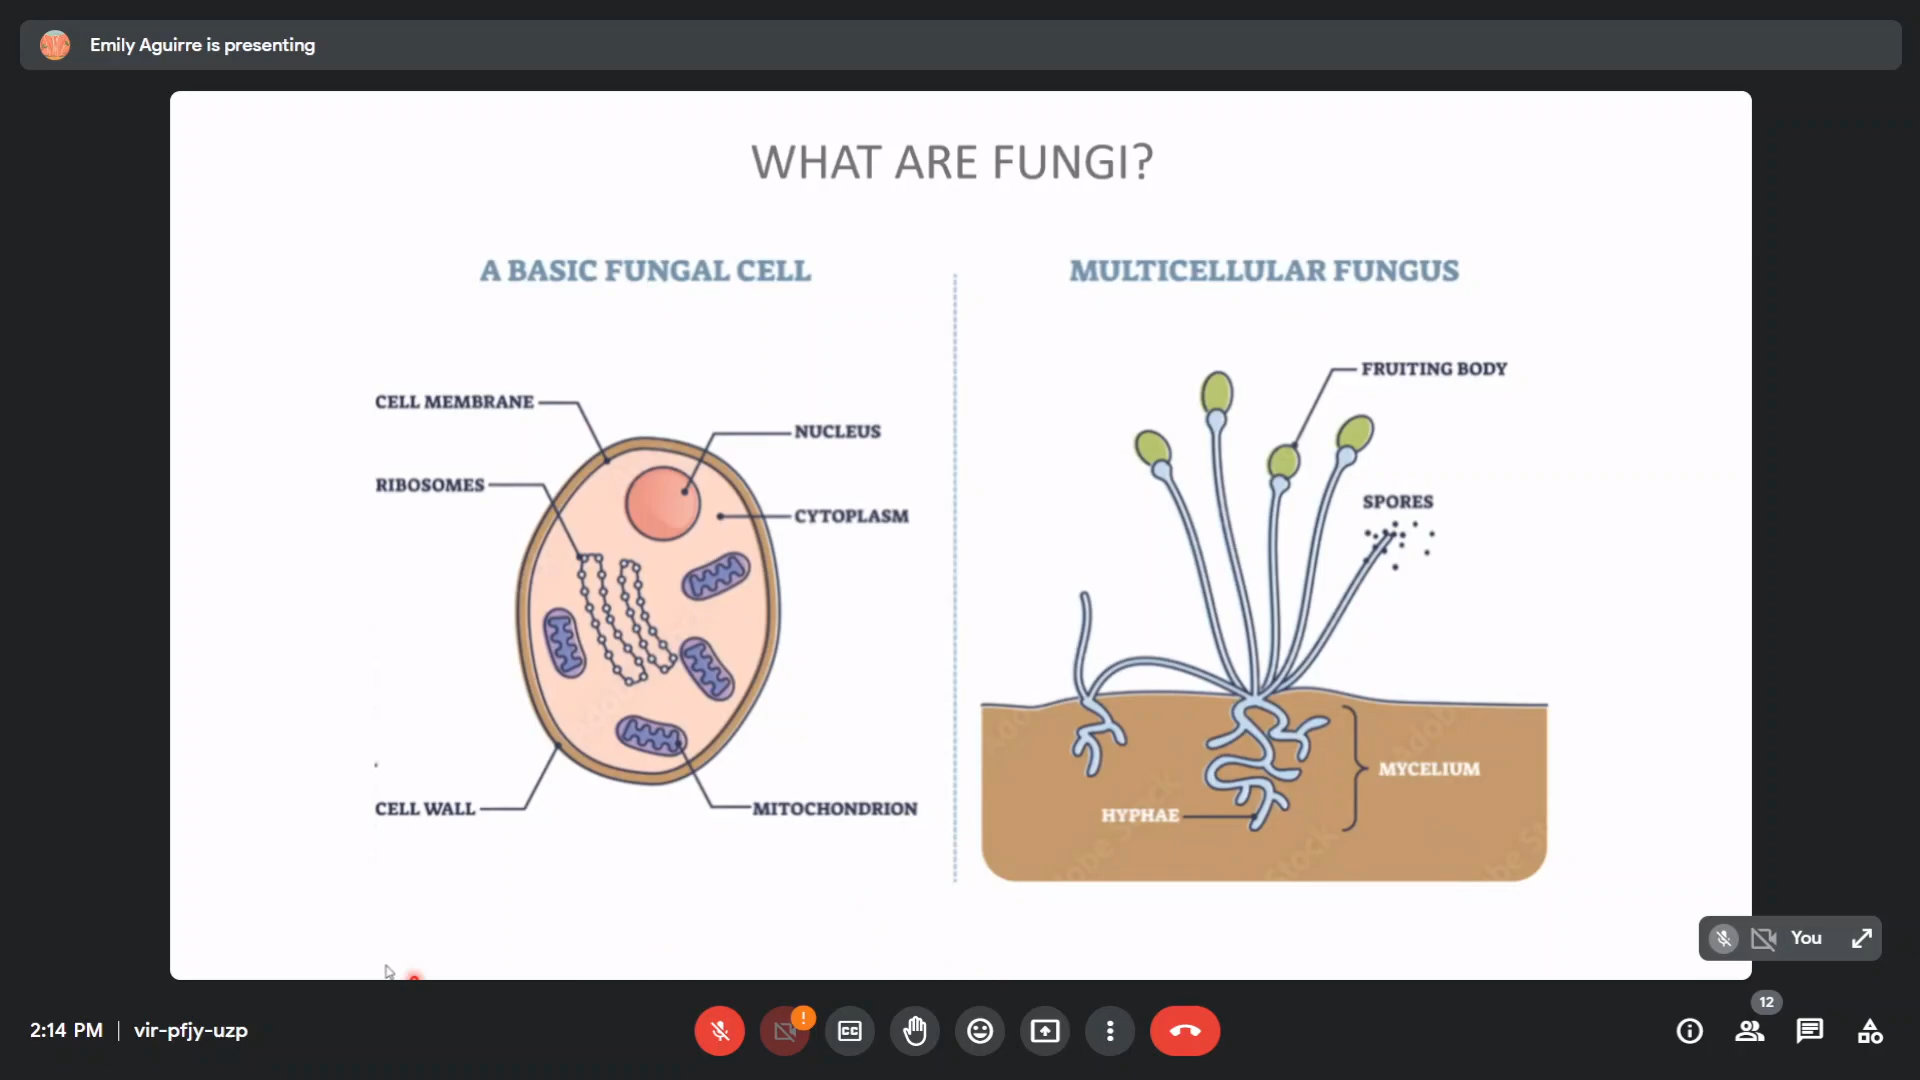 Emily Aguirre is presenting
WHAT ARE FUNGI?
A BASIC FUNGAL CELL
MULTICELLULAR FUNGUS
CELL MEMBRANE
NUCLEUS
RIBOSOMES
CYTOPLASM
CELL WALL
MITOCHONDRION
FRUITING BODY
SPORES
MYCELIUM
HYPHAE
You
12
2:14 PM | vir-pfjy-uzp
!
CC